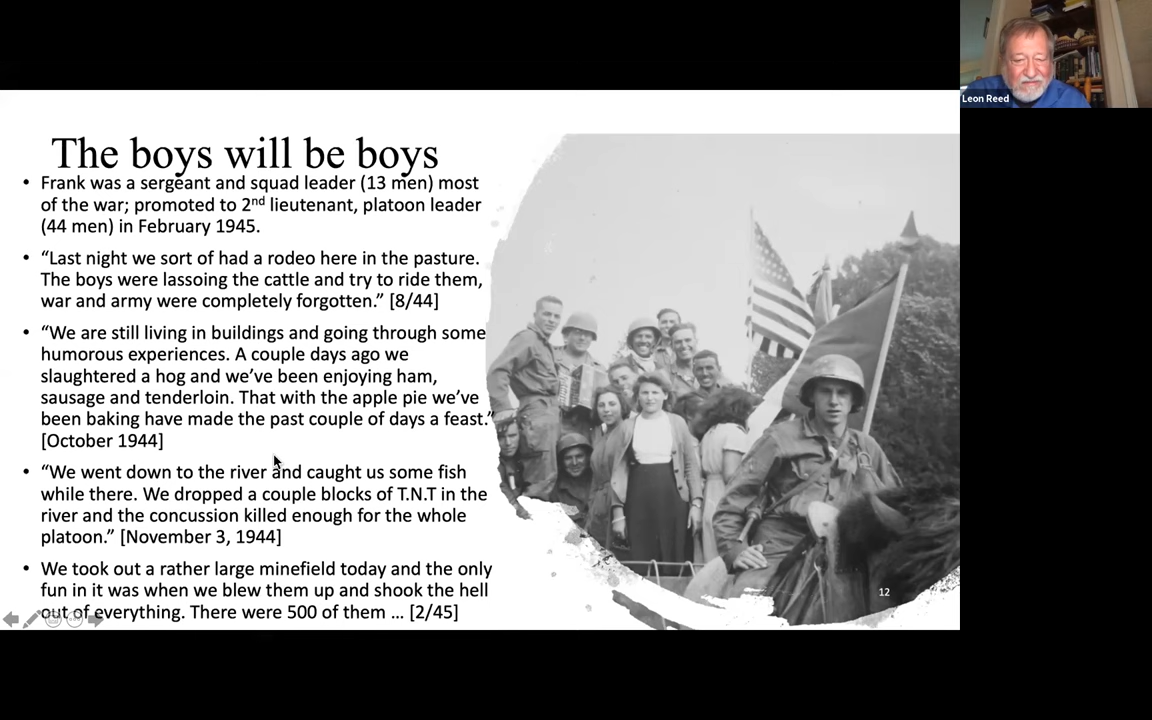 Leon Reed
The boys will be boys
• Frank was a sergeant and squad leader (13 men) most
of the war; promoted to 2nd lieutenant, platoon leader
(44 men) in February 1945.
• “Last night we sort of had a rodeo here in the pasture.
The boys were lassoing the cattle and try to ride them,
war and army were completely forgotten.” [8/44]
• “We are still living in buildings and going through some
humorous experiences. A couple days ago we
slaughtered a hog and we’ve been enjoying ham,
sausage and tenderloin. That with the apple pie we’ve
been baking have made the past couple of days a feast.”
[October 1944]
• “We went down to the river and caught us some fish
while there. We dropped a couple blocks of T.N.T in the
river and the concussion killed enough for the whole
platoon.” [November 3, 1944]
• We took out a rather large minefield today and the only
fun in it was when we blew them up and shook the hell
out of everything. There were 500 of them … [2/45]
12